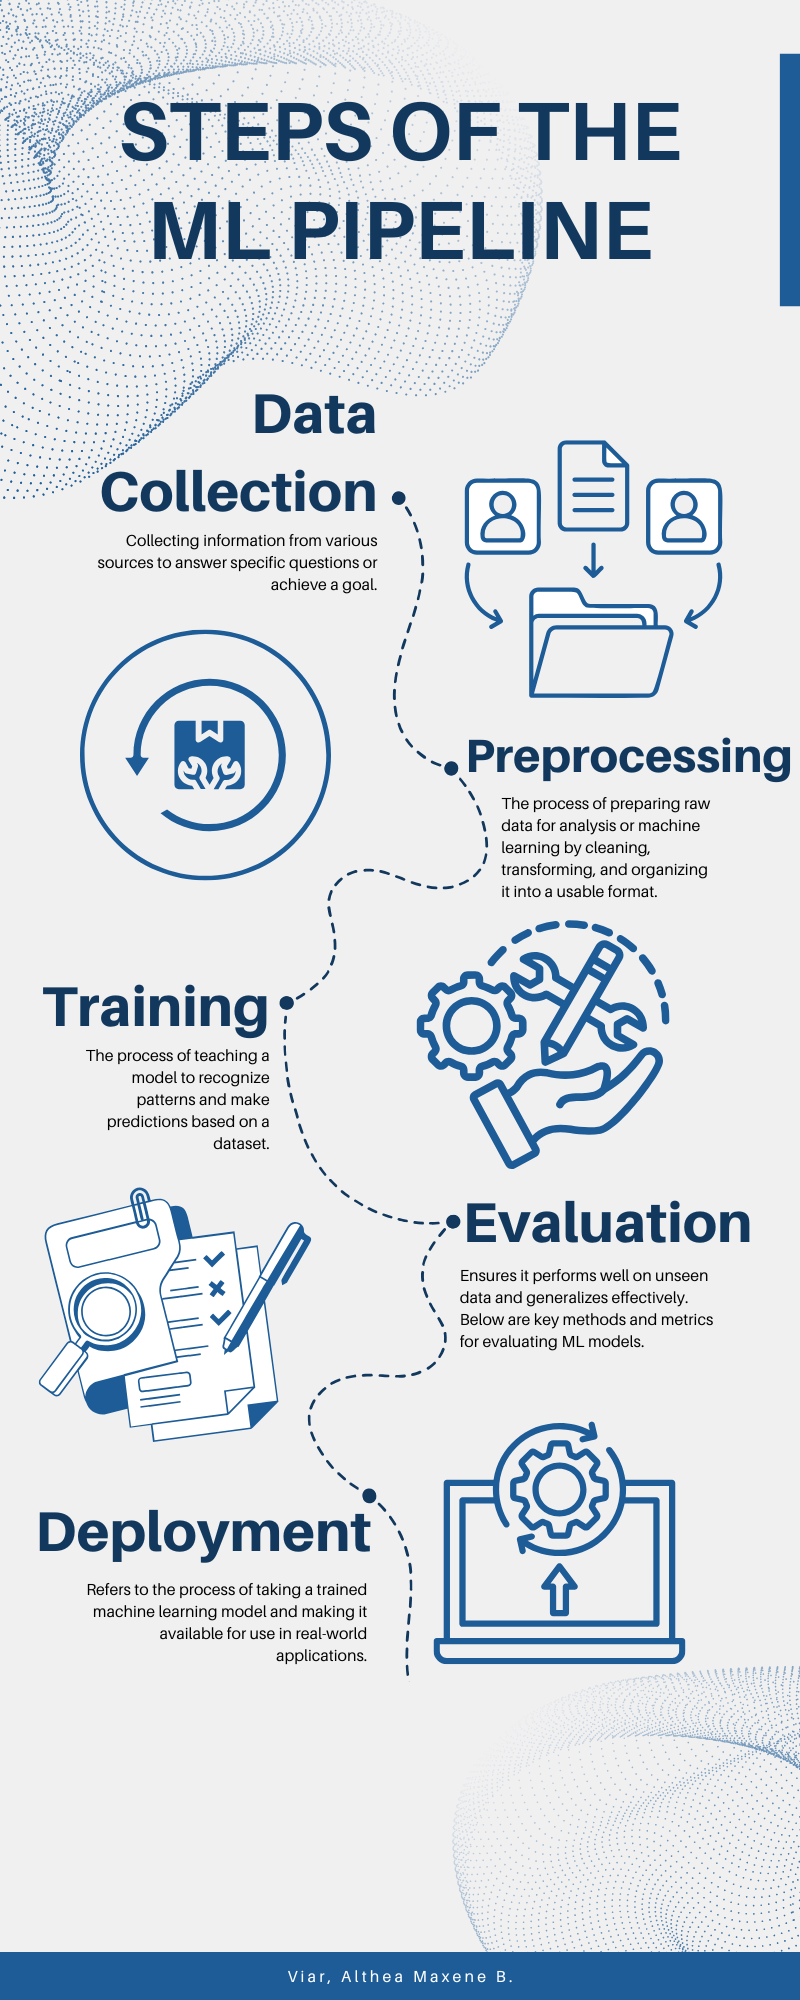 STEPS OF THE
ML PIPELINE
Data
Collection
Collecting information from various
sources to answer specific questions or
achieve a goal.
Preprocessing
The process of preparing raw
data for analysis or machine
learning by cleaning,
transforming, and organizing
it into a usable format.
Training
The process of teaching a
model to recognize
patterns and make
predictions based on a
dataset.
Evaluation
Ensures it performs well on unseen
data and generalizes effectively.
Below are key methods and metrics
for evaluating ML models.
Deployment
Refers to the process of taking a trained
machine learning model and making it
available for use in real-world
applications.
Viar, Althea Maxene B.